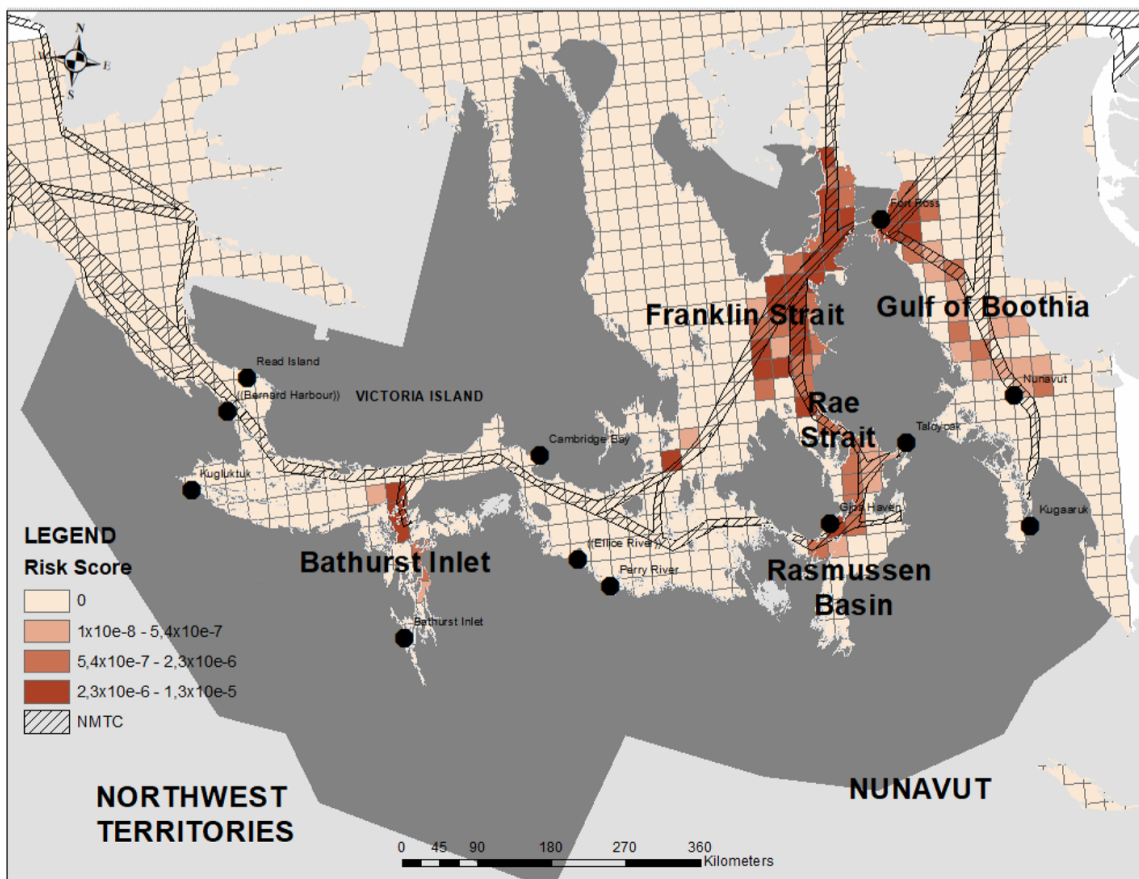 N
W
E
S
Fort Ross
Franklin Strait
Gulf of Boothia
Read Island
((Bernard Harbour))
VICTORIA ISLAND
Nunavut
Rae
Strait
Taloyoak
Cambridge Bay
Kugluktuk
Gjoa Haven
Kugaaruk
LEGEND
Risk Score
0
1x10e-8 - 5,4x10e-7
5,4x10e-7 - 2,3x10e-6
2,3x10e-6 - 1,3x10e-5
NMTC
Bathurst Inlet
((Ellice River))
Perry River
Rasmussen
Basin
Bathurst Inlet
NORTHWEST
TERRITORIES
NUNAVUT
0 45 90 180 270 360
Kilometers